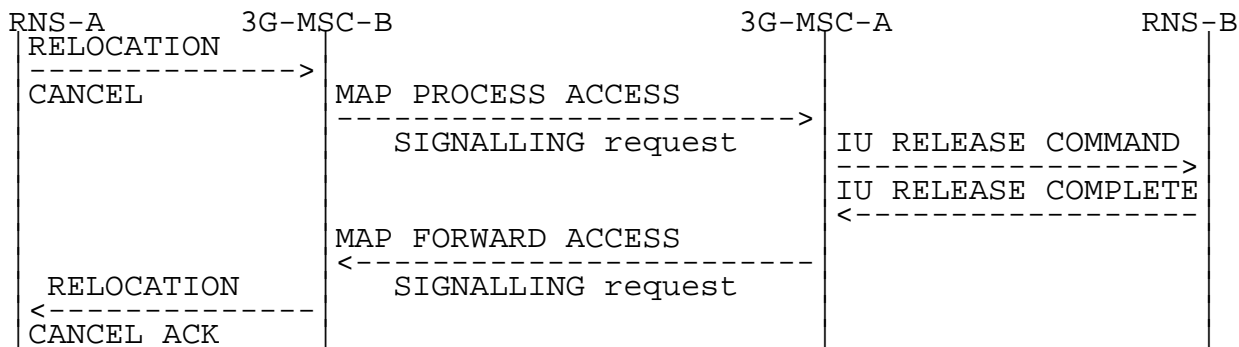 RNS-A 3G-MSC-B 3G-MSC-A RNS-B
RELOCATION
CANCEL MAP PROCESS ACCESS
SIGNALLING request IU RELEASE COMMAND
IU RELEASE COMPLETE
MAP FORWARD ACCESS
RELOCATION SIGNALLING request
CANCEL ACK